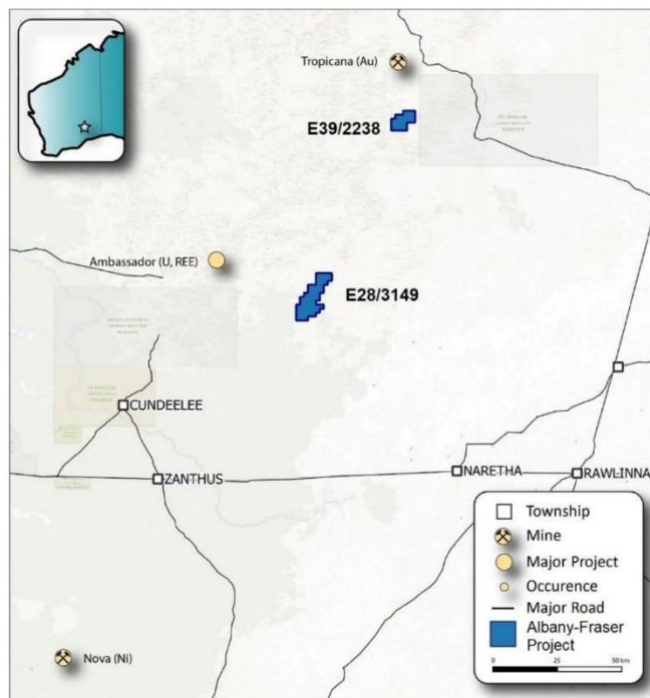 Tropicana (Au)
E39/2238
Ambassador (U, REE)
E28/3149
CUNDEELEE
ZANTHUS
NARETHA
RAWLINNA
Nova (Ni)
Township
Mine
Major Project
Occurence
Major Road
Albany-Fraser
Project
0 25 50 km